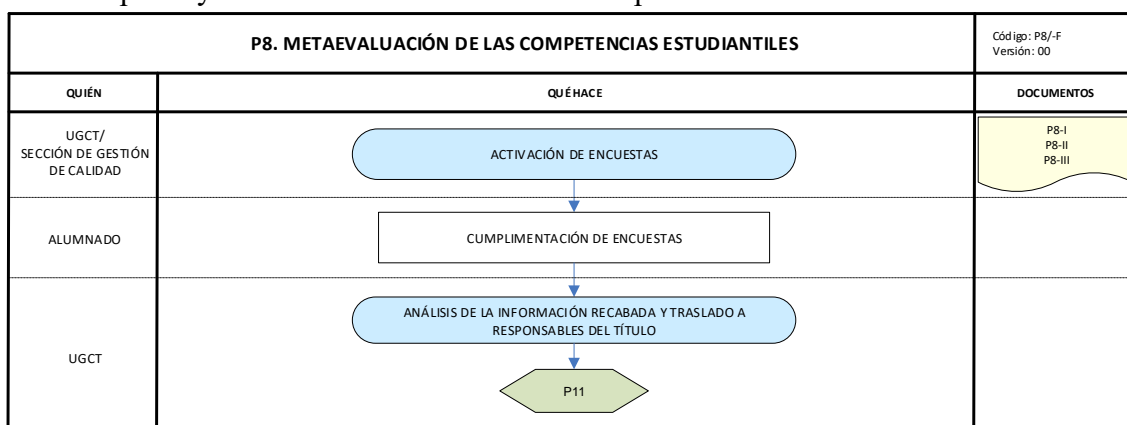 P8. METAEVALUACIÓN DE LAS COMPETENCIAS ESTUDIANTILES
Código: P8/-F
Versión: 00
QUIÉN
QUÉ HACE
DOCUMENTOS
UGCT/
SECCIÓN DE GESTIÓN
DE CALIDAD
ACTIVACIÓN DE ENCUESTAS
P8-I
P8-II
P8-III
ALUMNADO
CUMPLIMENTACIÓN DE ENCUESTAS
UGCT
ANÁLISIS DE LA INFORMACIÓN RECABADA Y TRASLADO A
RESPONSABLES DEL TÍTULO
P11